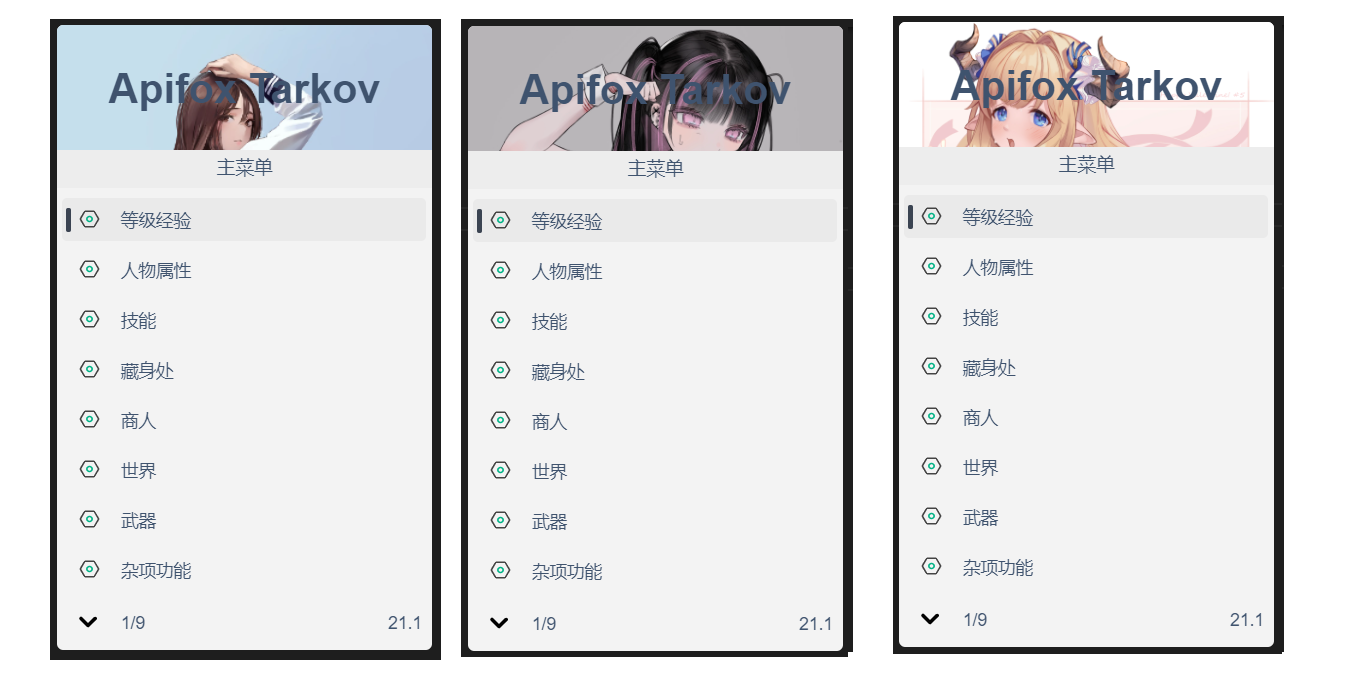 Apifox Tarkov
主菜单
等级经验
人物属性
技能
藏身处
商人
世界
武器
杂项功能
1/9 21.1
Apifox Tarkov
主菜单
等级经验
人物属性
技能
藏身处
商人
世界
武器
杂项功能
1/9 21.1
Apifox Tarkov
主菜单
等级经验
人物属性
技能
藏身处
商人
世界
武器
杂项功能
1/9 21.1